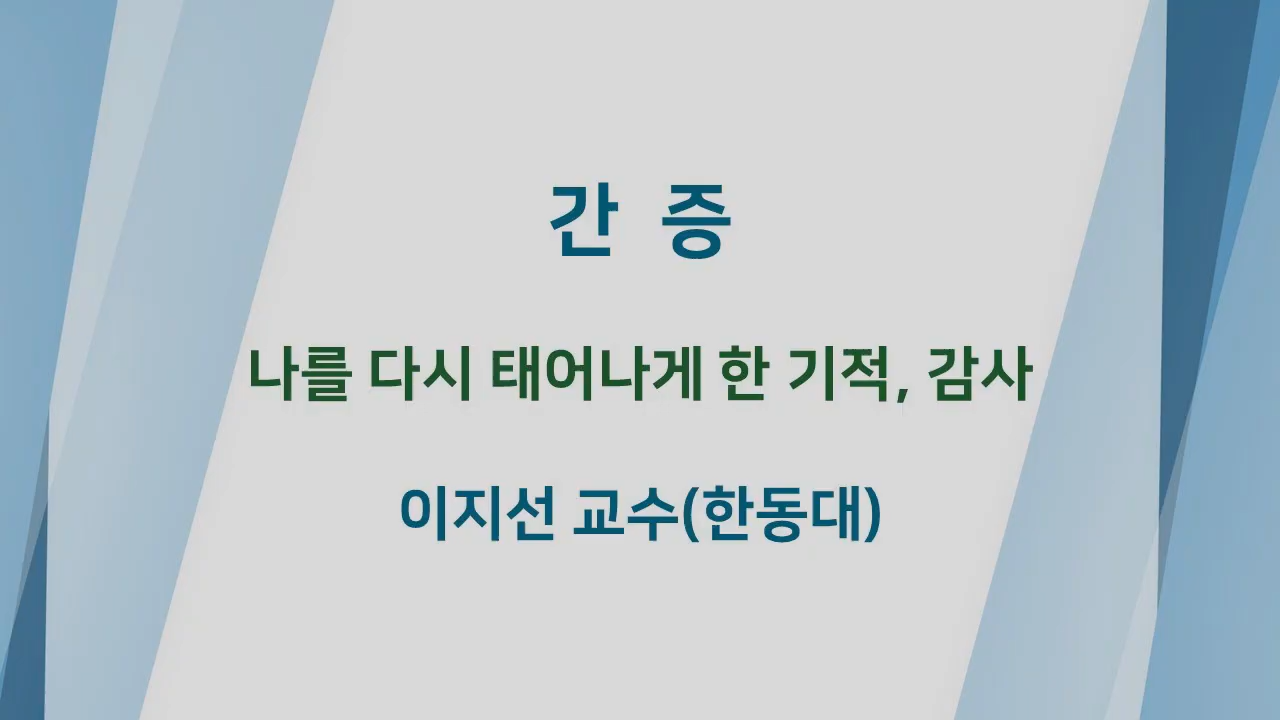 간 증
나를 다시 태어나게 한 기적, 감사
이지선 교수(한동대)